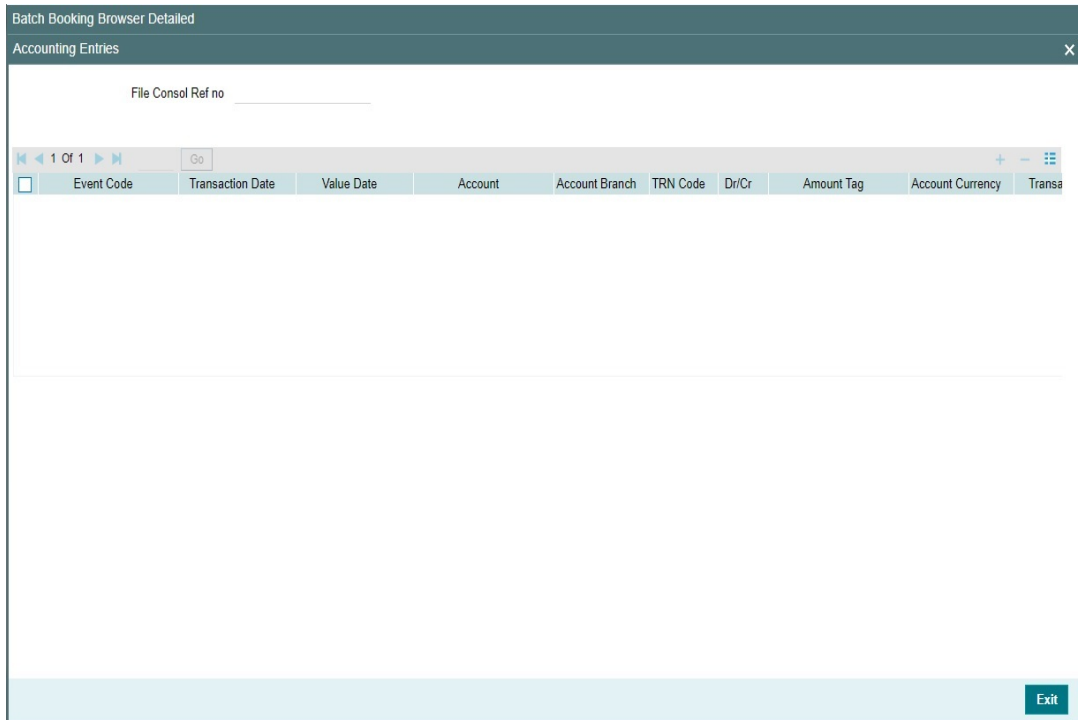 Batch Booking Browser Detailed
Accounting Entries
File Consol Ref no
1 Of 1 Go
Event Code Transaction Date Value Date Account Account Branch TRN Code Dr/Cr Amount Tag Account Currency Transa
Exit